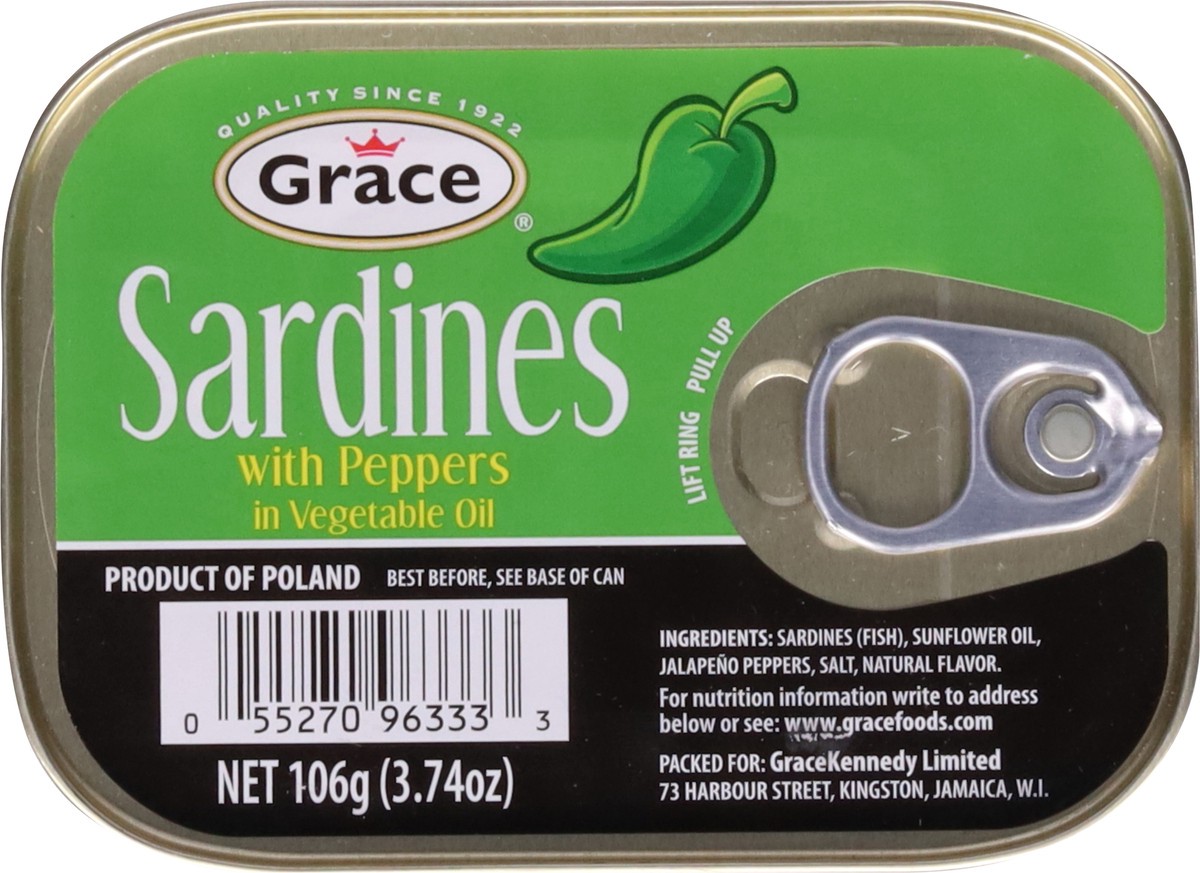 QUALITY SINCE 1922
Grace®
Sardines
with Peppers
in Vegetable Oil
LIFT RING PULL UP
PRODUCT OF POLAND BEST BEFORE, SEE BASE OF CAN
0 55270 96333 3
NET 106g (3.74oz)
INGREDIENTS: SARDINES (FISH), SUNFLOWER OIL,
JALAPEÑO PEPPERS, SALT, NATURAL FLAVOR.
For nutrition information write to address
below or see: www.gracefoods.com
PACKED FOR: GraceKennedy Limited
73 HARBOUR STREET, KINGSTON, JAMAICA, W.I.